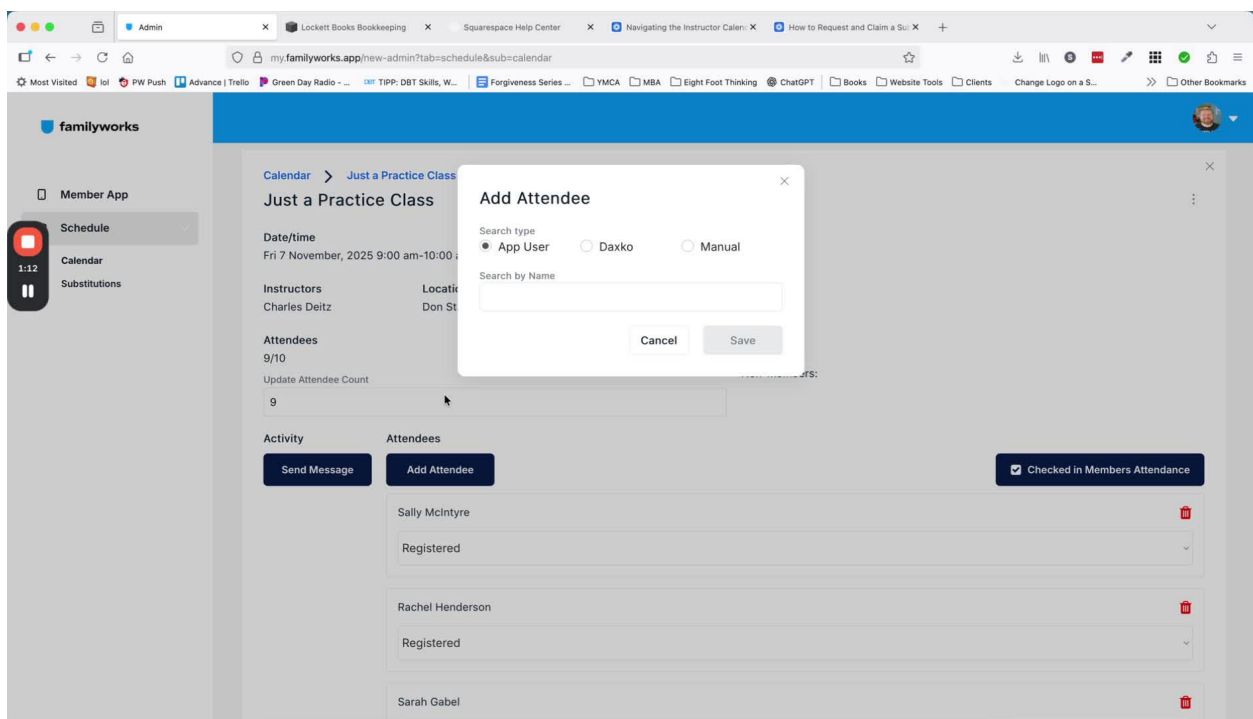 Admin
Lockett Books Bookkeeping
Squarespace Help Center
Navigating the Instructor Calen
How to Request and Claim a Sul
my.familyworks.app/new-admin?tab=schedule&sub=calendar
Most Visited
lol
PW Push
Advance | Trello
Green Day Radio - ...
TIPP: DBT Skills, W...
Forgiveness Series ...
YMCA
MBA
Eight Foot Thinking
ChatGPT
Books
Website Tools
Clients
Change Logo on a S...
Other Bookmarks
familyworks
Member App
Schedule
Calendar
Substitutions
1:12
Calendar > Just a Practice Class
Just a Practice Class
Date/time
Fri 7 November, 2025 9:00 am-10:00
Instructors
Charles Deitz
Locatio
Don St
Attendees
9/10
Update Attendee Count
9
Add Attendee
Search type
App User
Daxko
Manual
Search by Name
Cancel
Save
Activity
Attendees
Send Message
Add Attendee
Checked in Members Attendance
Sally McIntyre
Registered
Rachel Henderson
Registered
Sarah Gabel